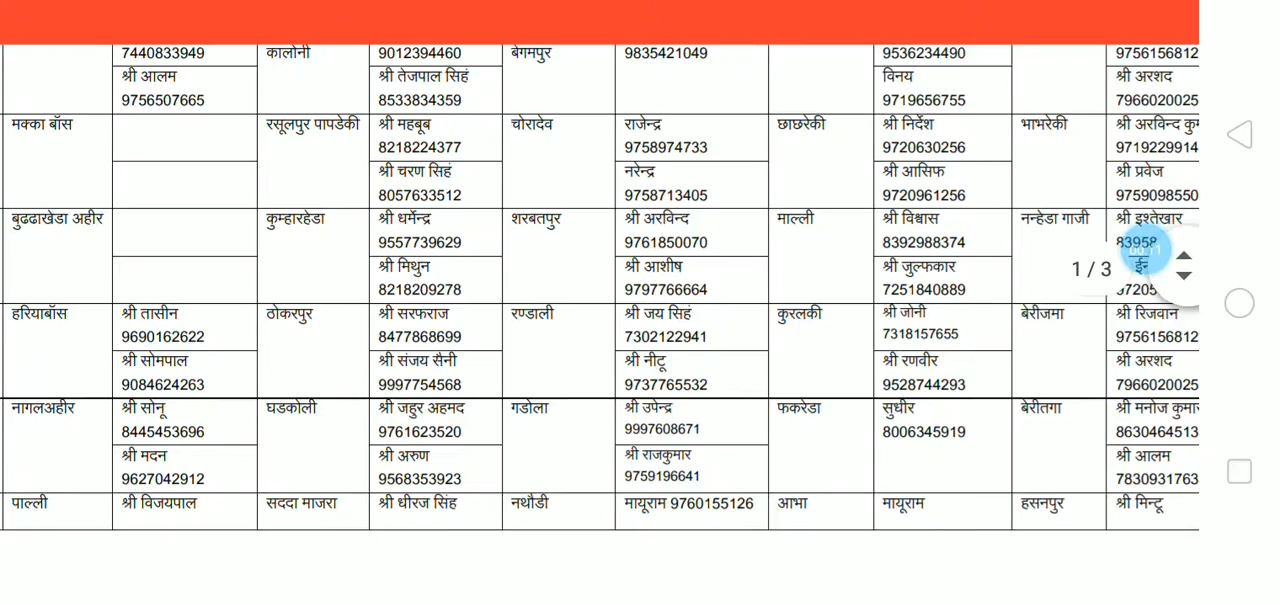 7440833949 कालोनी 9012394460 बेगमपुर 9835421049 9536234490 9756156812
श्री आलम श्री तेजपाल सिहं विनय श्री अरशद
9756507665 8533834359 9719656755 7966020025
मक्का बॉस रसूलपुर पापडेकी श्री महबूब चोरादेव राजेन्द्र छाछरेकी श्री निर्देश भाभरेकी श्री अरविन्द
8218224377 9758974733 9720630256 9719229914
श्री चरण सिहं नरेन्द्र श्री आसिफ श्री प्रवेज
8057633512 9758713405 9720961256 9759098550
बुढढाखेडा अहीर कुम्हारहेडा श्री धर्मेन्द्र शरबतपुर श्री अरविन्द माल्ली श्री विश्वास नन्हेडा गाजी श्री इश्तेखार
9557739629 9761850070 8392988374 8395
श्री मिथुन श्री आशीष श्री जुल्फकार
1 / 3
8218209278 9797766664 7251840889
हरियाबॉस श्री तासीन ठोकरपुर श्री सरफराज रण्डाली श्री जय सिहं कुरलकी श्री जोनी बेरीजमा श्री रिजवान
9690162622 8477868699 7302122941 7318157655 9756156812
श्री सोमपाल श्री संजय सैनी श्री नीटू श्री रणवीर श्री अरशद
9084624263 9997754568 9737765532 9528744293 7966020025
नागलअहीर श्री सोनू घडकोली श्री जहुर अहमद गडोला श्री उपेन्द्र फकरेडा सुधीर बेरीतगा श्री मनोज कुमार
8445453696 9761623520 9997608671 8006345919 8630464513
श्री मदन श्री अरुण श्री राजकुमार श्री आलम
9627042912 9568353923 9759196641 7830931763
पाल्ली श्री विजयपाल सददा माजरा श्री धीरज सिंह नथौडी मायूराम 9760155126 आभा मायूराम हसनपुर श्री मिन्टू